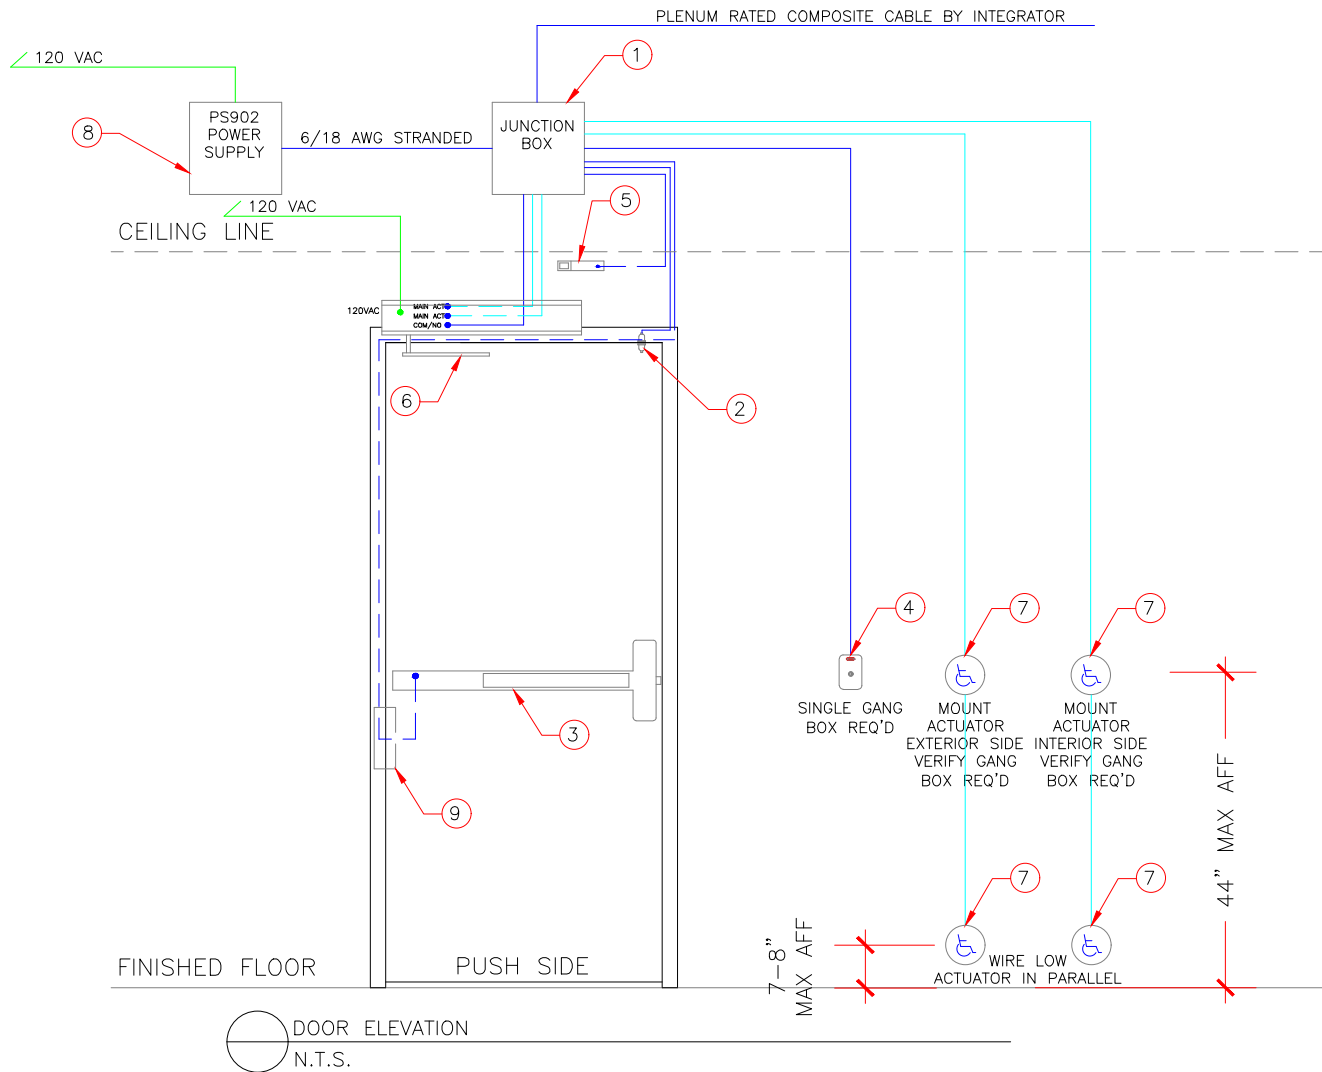 PLENUM RATED COMPOSITE CABLE BY INTEGRATOR
120 VAC
1
PS902
POWER
SUPPLY
8
6/18 AWG STRANDED
JUNCTION
BOX
120 VAC
5
CEILING LINE
120VAC
MAIN ACT
MAIN ACT
COM/NO
6
2
4
7
7
SINGLE GANG
BOX REQ'D
MOUNT
ACTUATOR
EXTERIOR SIDE
VERIFY GANG
BOX REQ'D
MOUNT
ACTUATOR
INTERIOR SIDE
VERIFY GANG
BOX REQ'D
3
9
44" MAX AFF
7
7
7-8"
MAX AFF
WIRE LOW
ACTUATOR IN PARALLEL
FINISHED FLOOR
PUSH SIDE
DOOR ELEVATION
N.T.S.